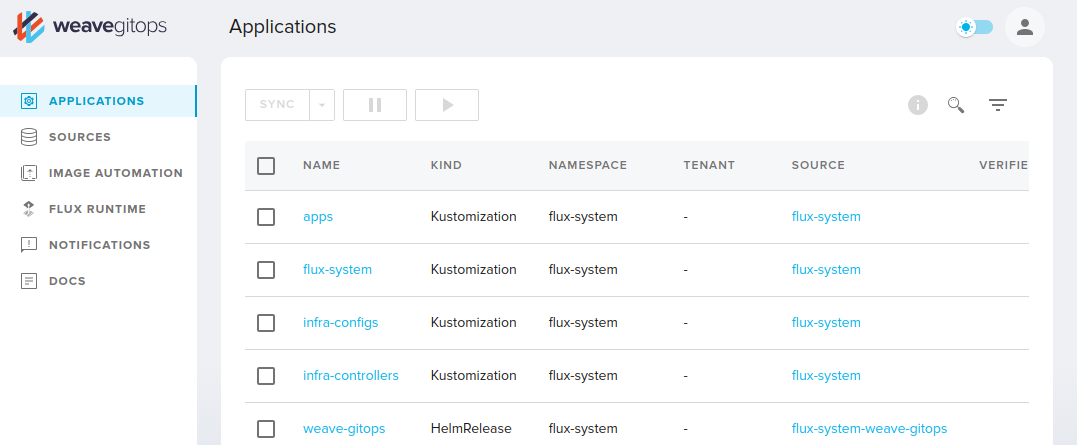 weavegitops
Applications
APPLICATIONS
SOURCES
IMAGE AUTOMATION
FLUX RUNTIME
NOTIFICATIONS
DOCS
SYNC
NAME KIND NAMESPACE TENANT SOURCE VERIFIE
apps Kustomization flux-system - flux-system
flux-system Kustomization flux-system - flux-system
infra-configs Kustomization flux-system - flux-system
infra-controllers Kustomization flux-system - flux-system
weave-gitops HelmRelease flux-system - flux-system-weave-gitops